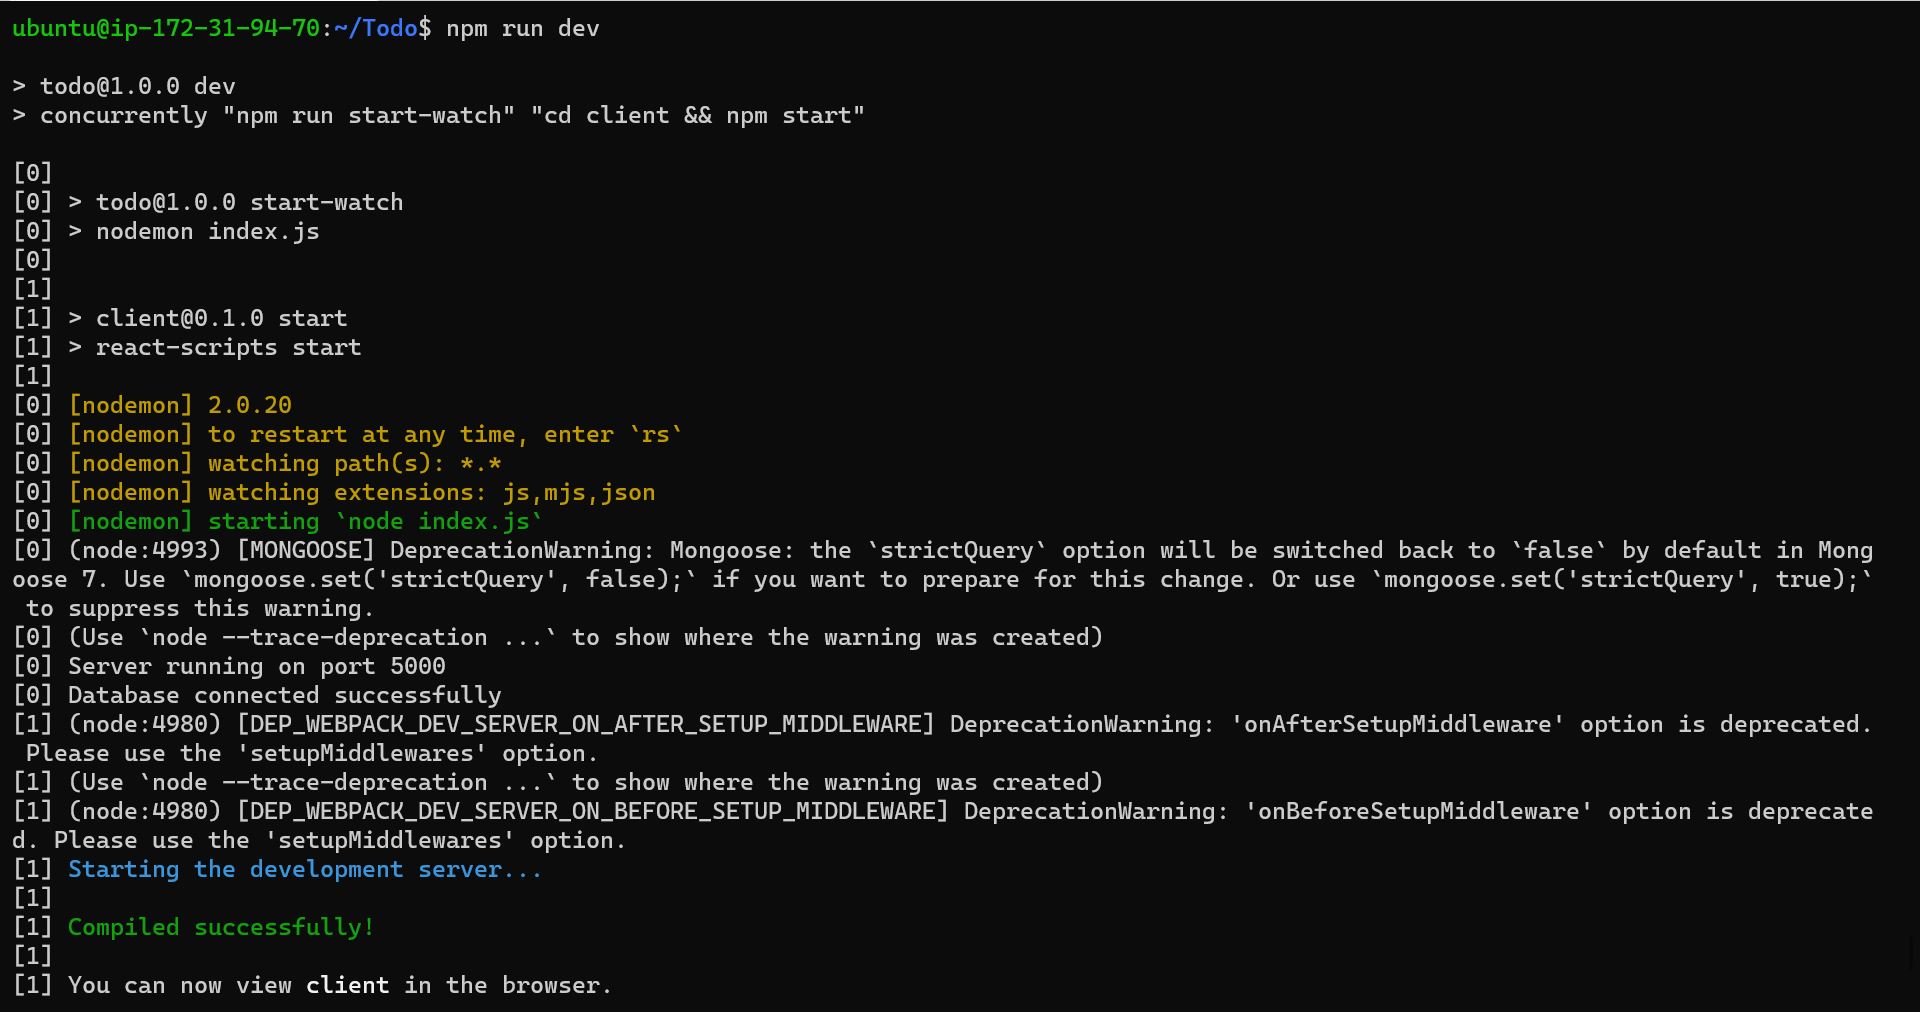 ubuntu@ip-172-31-94-70:~/Todo$ npm run dev

> todo@1.0.0 dev
> concurrently "npm run start-watch" "cd client && npm start"

[0]
[0] > todo@1.0.0 start-watch
[0] > nodemon index.js
[0]
[1]
[1] > client@0.1.0 start
[1] > react-scripts start
[1]
[0] [nodemon] 2.0.20
[0] [nodemon] to restart at any time, enter `rs`
[0] [nodemon] watching path(s): *.*
[0] [nodemon] watching extensions: js,mjs,json
[0] [nodemon] starting `node index.js`
[0] (node:4993) [MONGOOSE] DeprecationWarning: Mongoose: the `strictQuery` option will be switched back to `false` by default in Mong
oose 7. Use `mongoose.set('strictQuery', false);` if you want to prepare for this change. Or use `mongoose.set('strictQuery', true);`
 to suppress this warning.
[0] (Use `node --trace-deprecation ...` to show where the warning was created)
[0] Server running on port 5000
[0] Database connected successfully
[1] (node:4980) [DEP_WEBPACK_DEV_SERVER_ON_AFTER_SETUP_MIDDLEWARE] DeprecationWarning: 'onAfterSetupMiddleware' option is deprecated.
 Please use the 'setupMiddlewares' option.
[1] (Use `node --trace-deprecation ...` to show where the warning was created)
[1] (node:4980) [DEP_WEBPACK_DEV_SERVER_ON_BEFORE_SETUP_MIDDLEWARE] DeprecationWarning: 'onBeforeSetupMiddleware' option is deprecate
d. Please use the 'setupMiddlewares' option.
[1] Starting the development server...
[1]
[1] Compiled successfully!
[1]
[1] You can now view client in the browser.